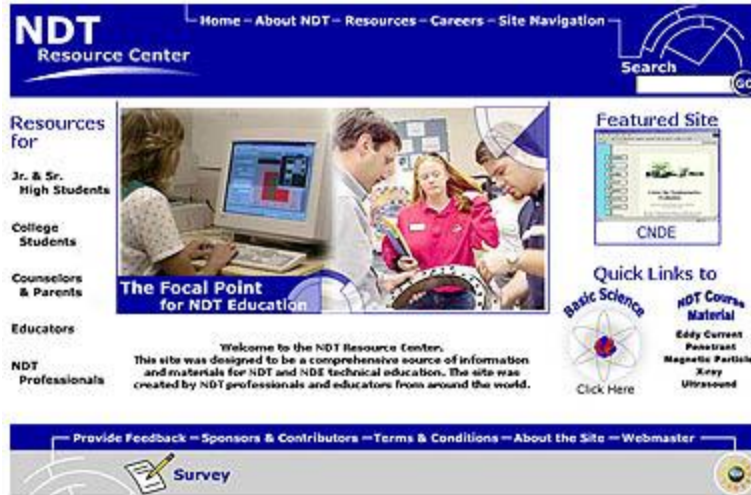 NDT
Resource Center
Home – About NDT – Resources – Careers – Site Navigation
Search
GO
Resources
for
Jr. & Sr.
High Students
College
Students
Counselors
& Parents
Educators
NDT
Professionals
The Focal Point
for NDT Education
Welcome to the NDT Resource Center.
This site was designed to be a comprehensive source of information
and materials for NDT and NDE technical education. The site was
created by NDT professionals and educators from around the world.
Featured Site
CNDE
Quick Links to
Basic Science
Click Here
NDT Course
Material
Eddy Current
Penetrant
Magnetic Particle
X-ray
Ultrasound
Provide Feedback – Sponsors & Contributors – Terms & Conditions – About the Site – Webmaster
Survey